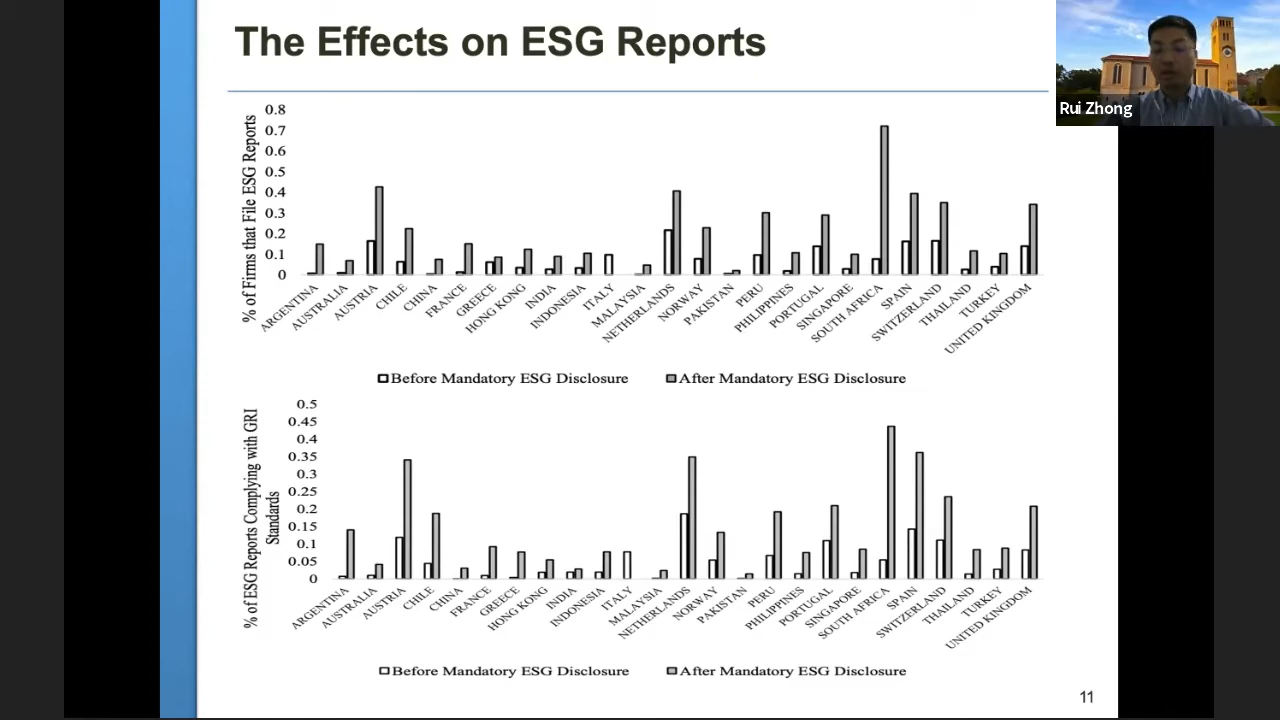 The Effects on ESG Reports
Rui Zhong
% of Firms that File ESG Reports
0.8
0.7
0.6
0.5
0.4
0.3
0.2
0.1
0
ARGENTINA
AUSTRALIA
AUSTRIA
CHILE
CHINA
FRANCE
GREECE
HONG KONG
INDIA
INDONESIA
ITALY
MALAYSIA
NETHERLANDS
NORWAY
PAKISTAN
PERU
PHILIPPINES
PORTUGAL
SINGAPORE
SOUTH AFRICA
SPAIN
SWITZERLAND
THAILAND
TURKEY
UNITED KINGDOM
Before Mandatory ESG Disclosure
After Mandatory ESG Disclosure
% of ESG Reports Complying with GRI
Standards
0.5
0.45
0.4
0.35
0.3
0.25
0.2
0.15
0.1
0.05
0
ARGENTINA
AUSTRALIA
AUSTRIA
CHILE
CHINA
FRANCE
GREECE
HONG KONG
INDIA
INDONESIA
ITALY
MALAYSIA
NETHERLANDS
NORWAY
PAKISTAN
PERU
PHILIPPINES
PORTUGAL
SINGAPORE
SOUTH AFRICA
SPAIN
SWITZERLAND
THAILAND
TURKEY
UNITED KINGDOM
Before Mandatory ESG Disclosure
After Mandatory ESG Disclosure
11